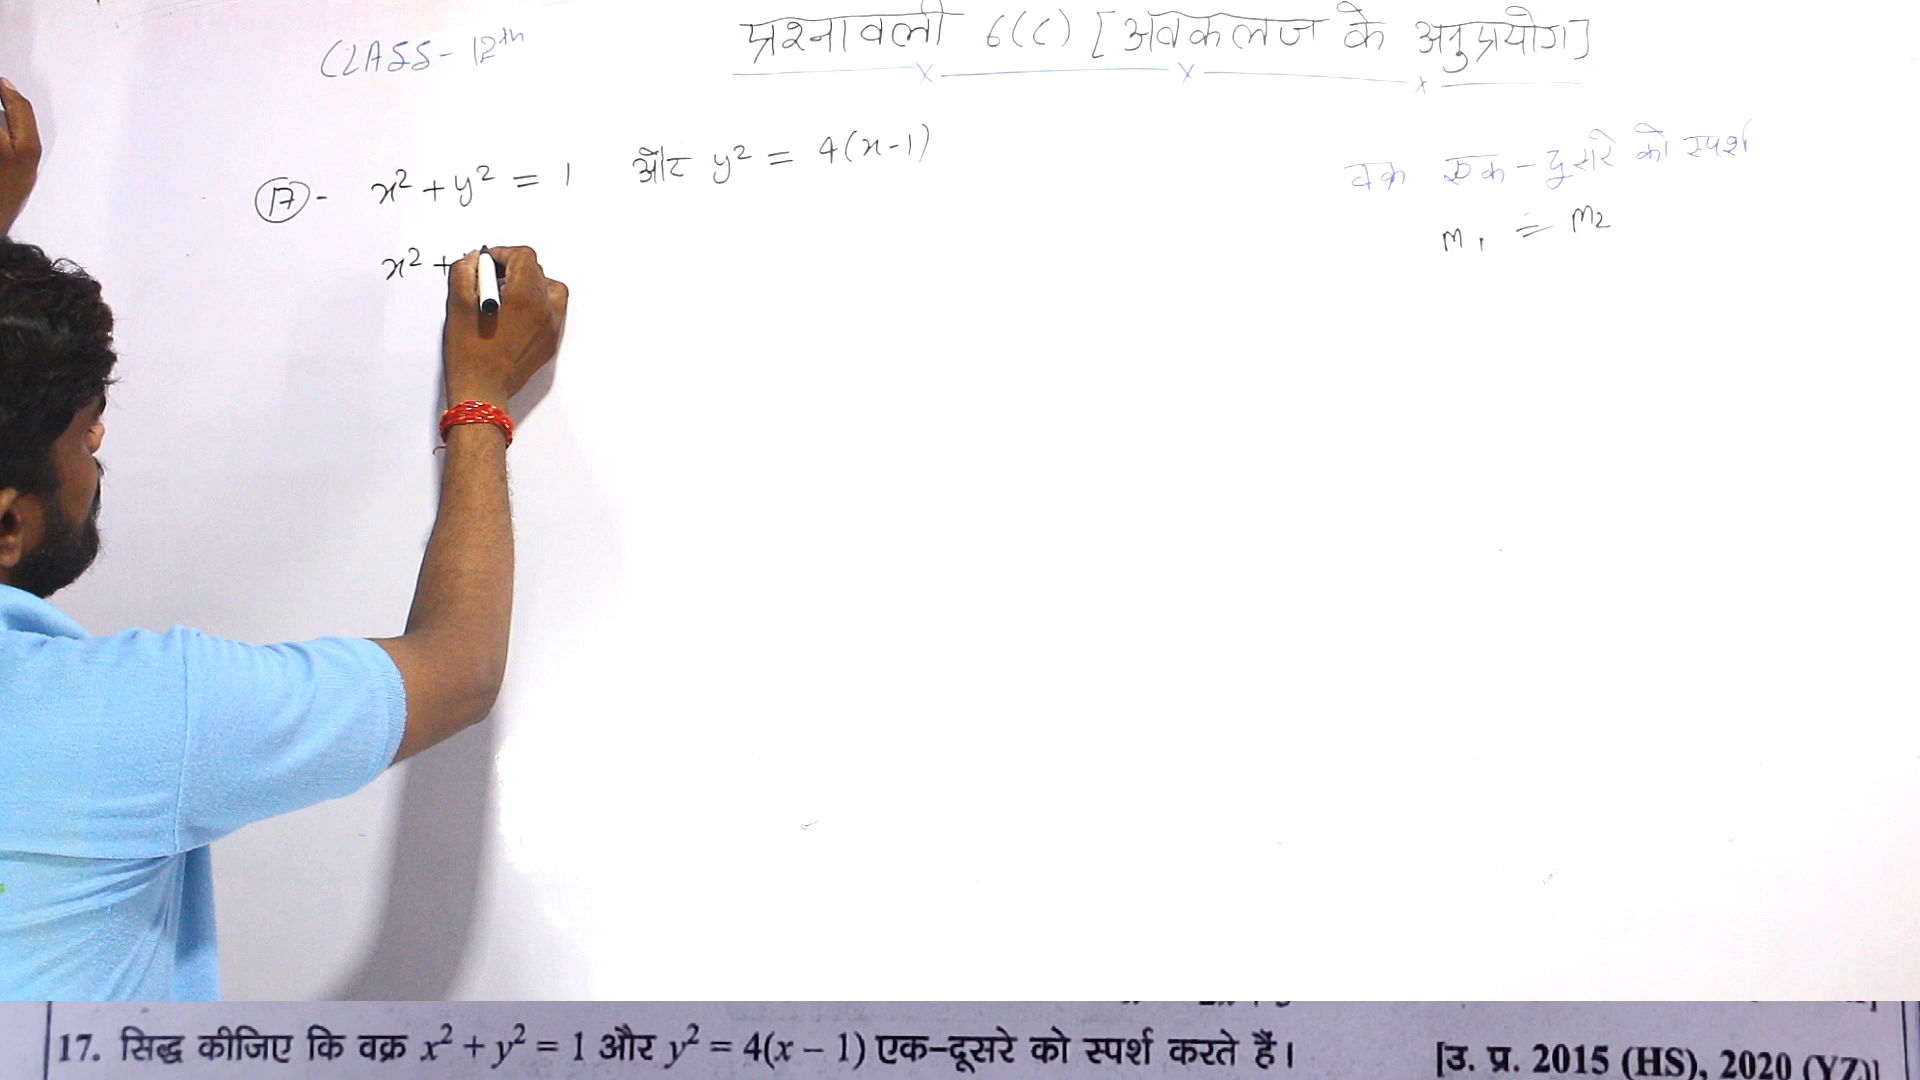 CLASS-12th
प्रश्नावली 6(C) [अवकलज के अनुप्रयोग]
17- x² + y² = 1 और y² = 4(x-1)
वक्र एक-दुसरे को स्पर्श
m₁ = m₂
x² +
17. सिद्ध कीजिए कि वक्र x² + y² = 1 और y² = 4(x – 1) एक-दूसरे को स्पर्श करते हैं।
[उ. प्र. 2015 (HS), 2020 (YZ)]